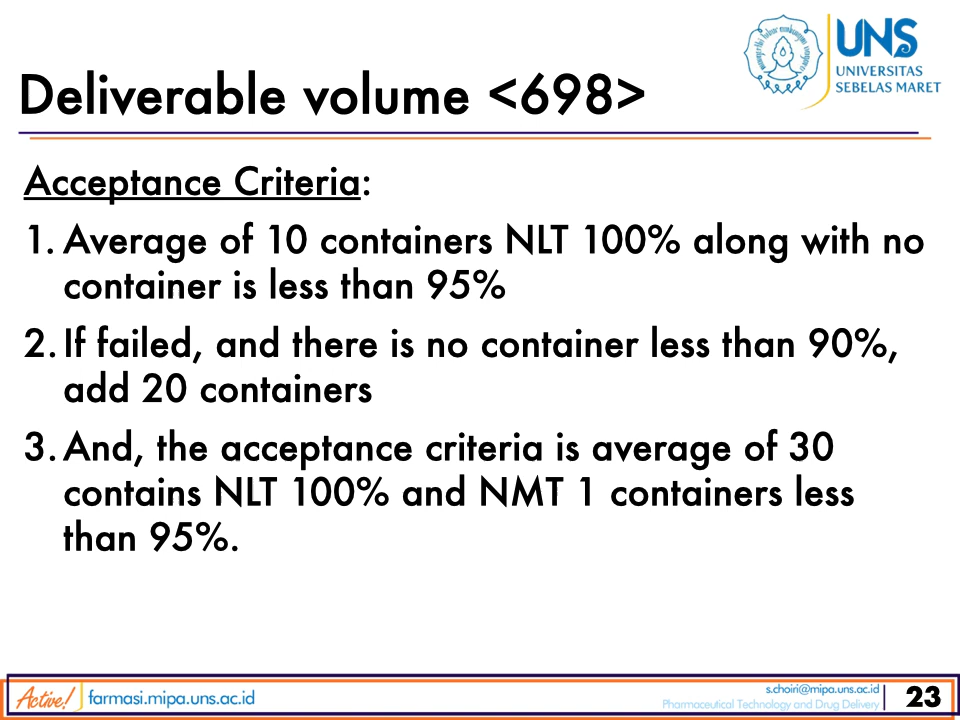 UNS
UNIVERSITAS
SEBELAS MARET
Deliverable volume <698>
Acceptance Criteria:
1. Average of 10 containers NLT 100% along with no
container is less than 95%
2. If failed, and there is no container less than 90%,
add 20 containers
3. And, the acceptance criteria is average of 30
contains NLT 100% and NMT 1 containers less
than 95%.
Active!
farmasi.mipa.uns.ac.id
s.choiri@mipa.uns.ac.id
Pharmaceutical Technology and Drug Delivery
23